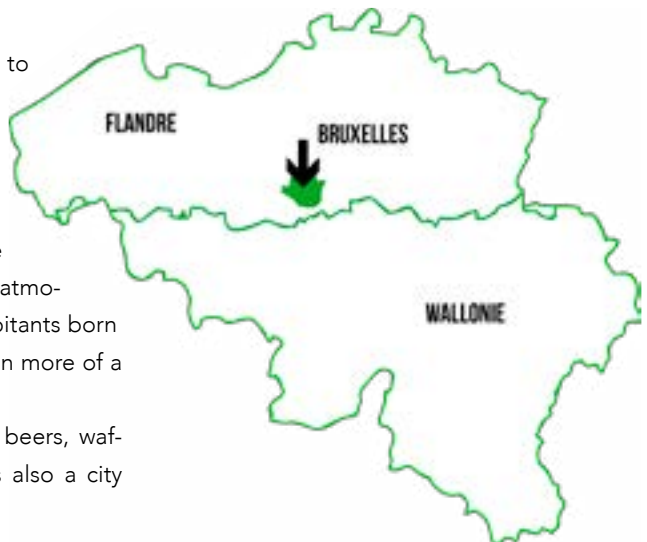 to
FLANDRE
BRUXELLES
atmo-
bitants born
WALLONIE
n more of a
beers, waf-
also a city